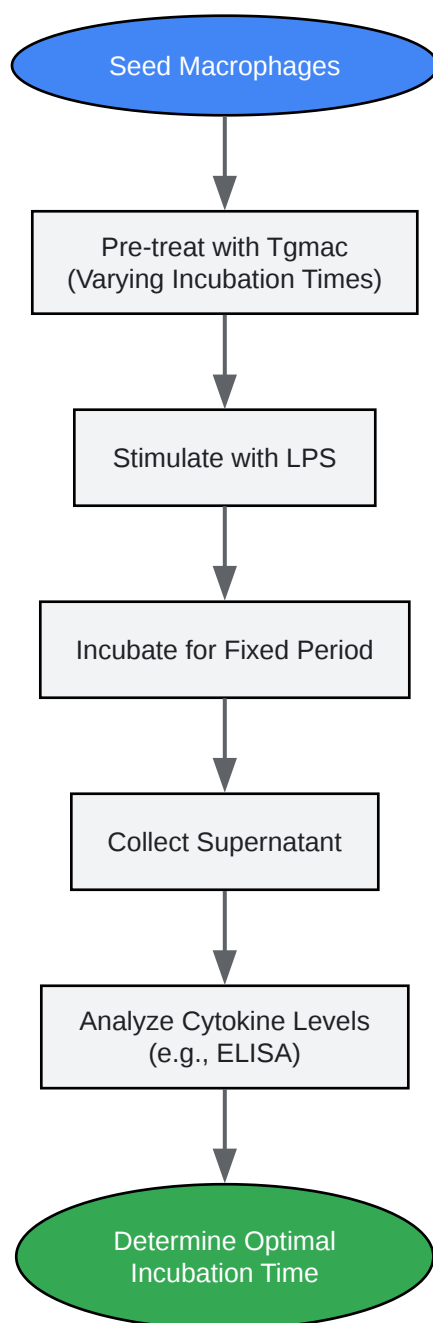 Seed Macrophages
Pre-treat with Tgmac
(Varying Incubation Times)
Stimulate with LPS
Incubate for Fixed Period
Collect Supernatant
Analyze Cytokine Levels
(e.g., ELISA)
Determine Optimal
Incubation Time